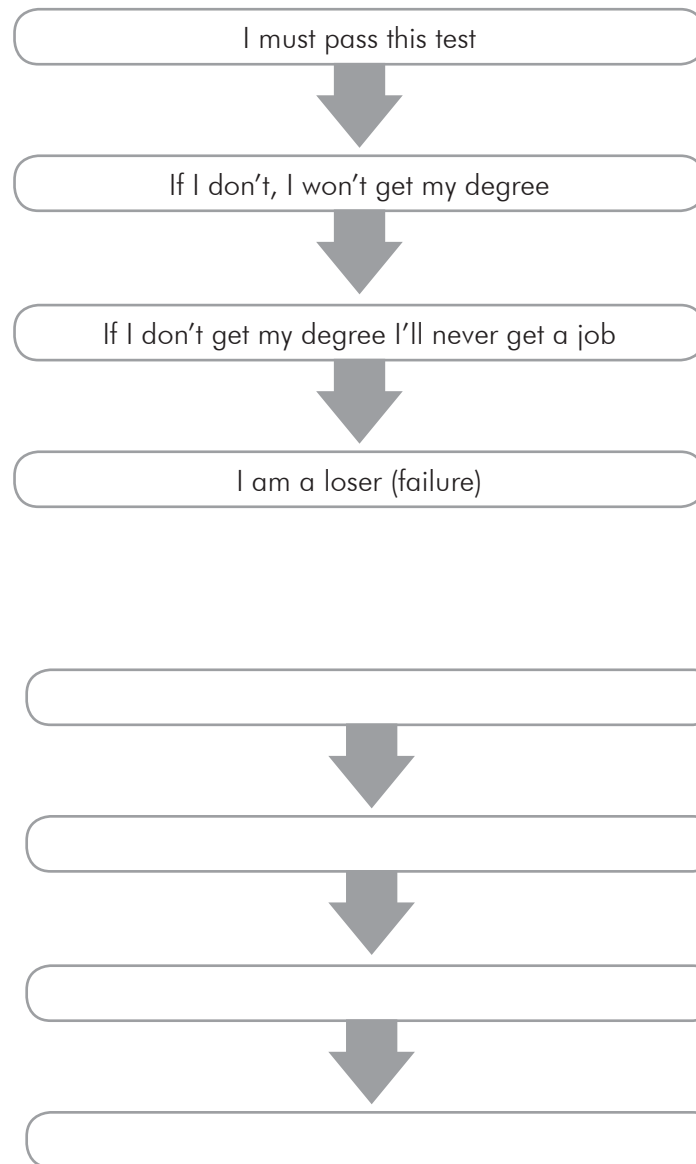 I must pass this test
If I don’t, I won’t get my degree
If I don’t get my degree I’ll never get a job
I am a loser (failure)